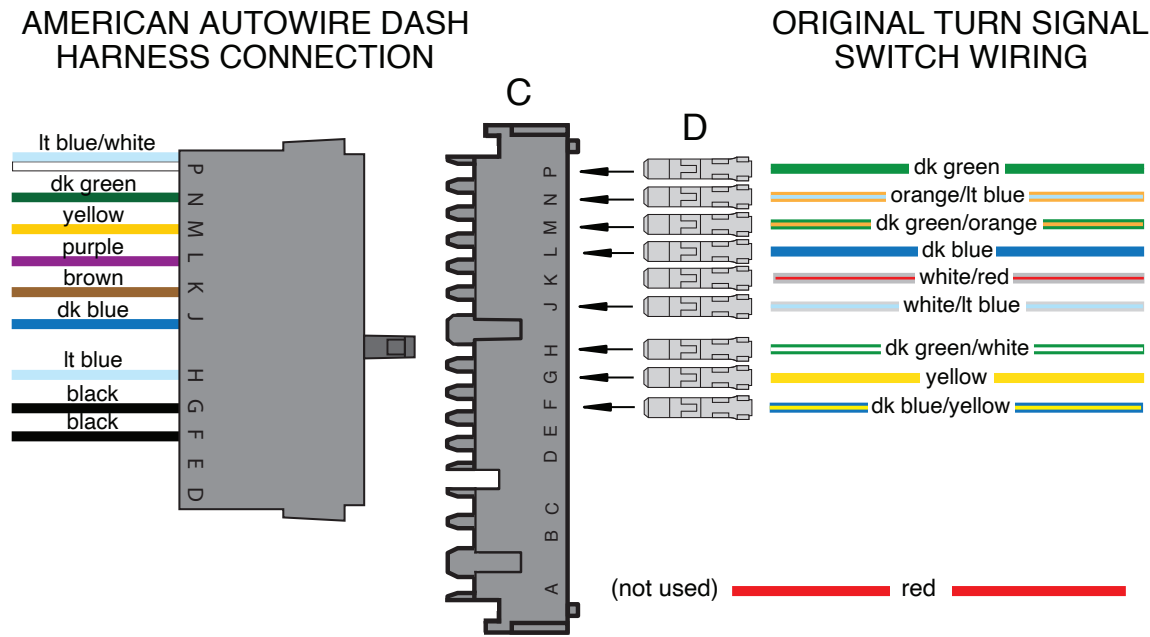 AMERICAN AUTOWIRE DASH
HARNESS CONNECTION
ORIGINAL TURN SIGNAL
SWITCH WIRING
C
D
lt blue/white
dk green
yellow
purple
brown
dk blue
lt blue
black
black
P
N
M
L
K
J
H
G
F
E
D
P
N
M
L
K
J
H
G
F
E
D
C
B
A
dk green
orange/lt blue
dk green/orange
dk blue
white/red
white/lt blue
dk green/white
yellow
dk blue/yellow
(not used) red